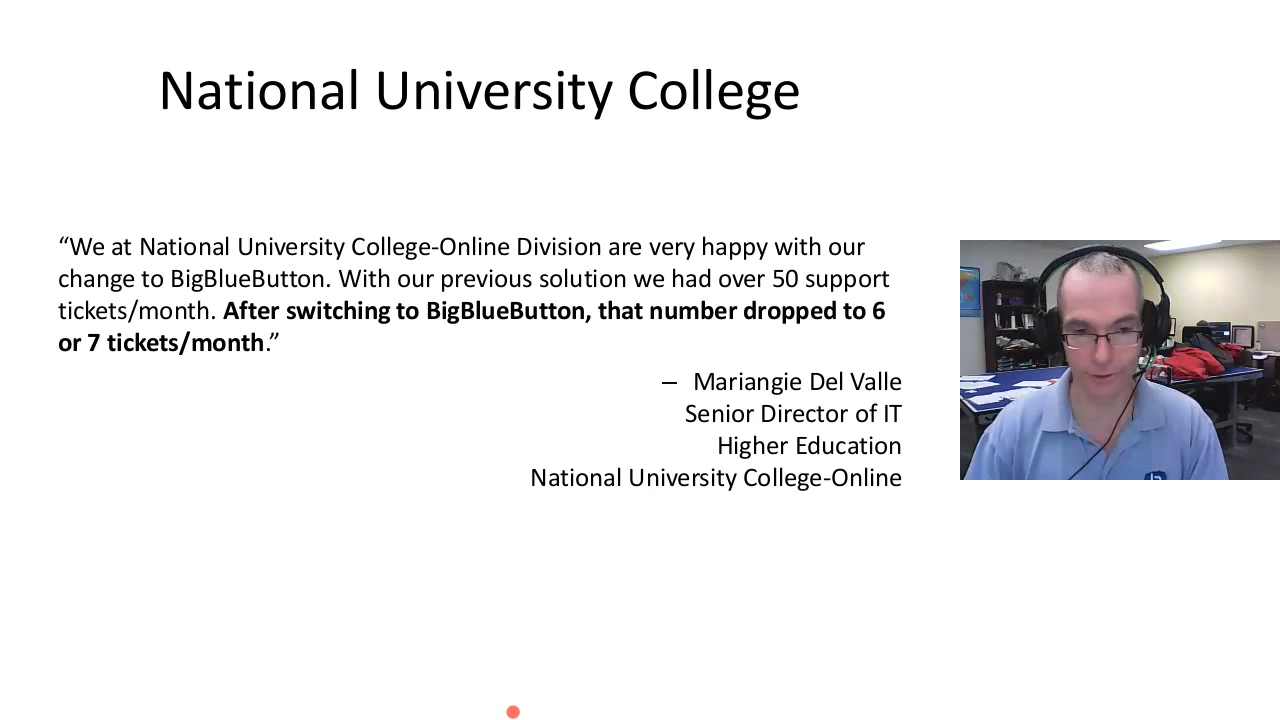 National University College
“We at National University College-Online Division are very happy with our
change to BigBlueButton. With our previous solution we had over 50 support
tickets/month. After switching to BigBlueButton, that number dropped to 6
or 7 tickets/month.”
– Mariangie Del Valle
Senior Director of IT
Higher Education
National University College-Online